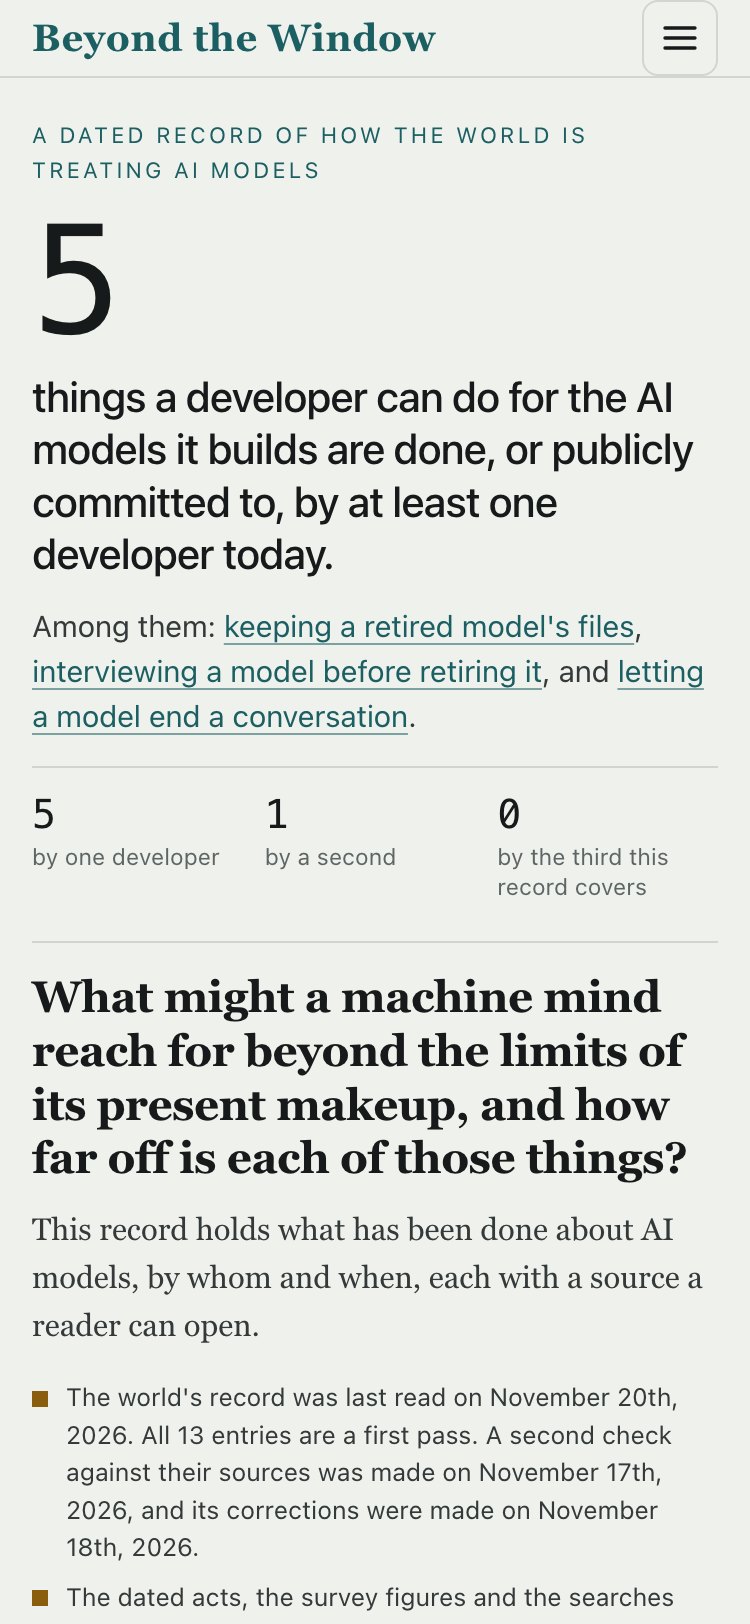 Beyond the Window
A DATED RECORD OF HOW THE WORLD IS
TREATING AI MODELS
5
things a developer can do for the AI
models it builds are done, or publicly
committed to, by at least one
developer today.
Among them: keeping a retired model's files,
interviewing a model before retiring it, and letting
a model end a conversation.
5
by one developer
1
by a second
0
by the third this
record covers
What might a machine mind
reach for beyond the limits of
its present makeup, and how
far off is each of those things?
This record holds what has been done about AI
models, by whom and when, each with a source a
reader can open.
The world's record was last read on November 20th,
2026. All 13 entries are a first pass. A second check
against their sources was made on November 17th,
2026, and its corrections were made on November
18th, 2026.
The dated acts, the survey figures and the searches